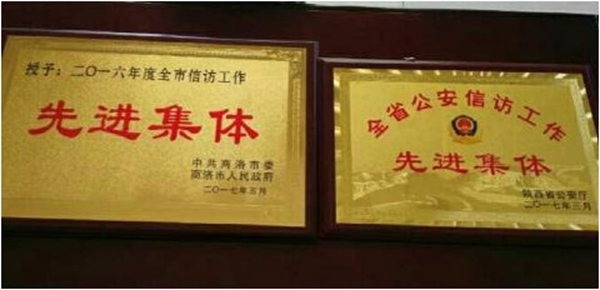 授予：二〇一六年度全市信访工作
先进集体
中共商洛市委
商洛市人民政府
二〇一七年三月
全省公安信访工作
先进集体
陕西省公安厅
二〇一七年三月